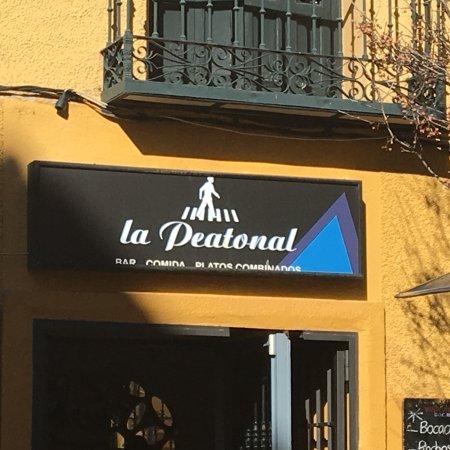 la Peatonal
BAR - COMIDA - PLATOS COMBINADOS